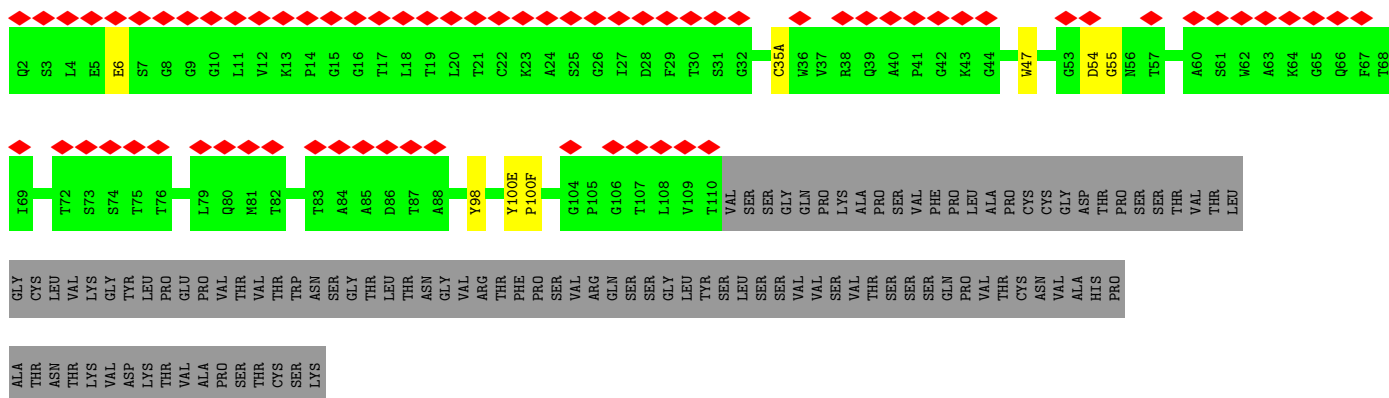 Q2 S3 L4 E5 E6 S7 G8 G9 G10 L11 V12 K13 P14 G15 G16 T17 L18 T19 L20 T21 C22 K23 A24 S25 G26 I27 D28 F29 T30 S31 G32 C35A W36 V37 R38 Q39 A40 P41 G42 K43 G44 W47 G53 D54 G55 N56 T57 A60 S61 W62 A63 K64 G65 Q66 F67 T68
I69 T72 S73 S74 T75 T76 L79 Q80 M81 T82 T83 A84 A85 D86 T87 A88 Y98 Y100E P100F G104 P105 G106 T107 L108 V109 T110 VAL SER SER GLY GLN PRO LYS ALA PRO SER VAL PHE PRO LEU ALA PRO CYS CYS GLY ASP THR PRO SER SER THR VAL THR LEU
GLY CYS LEU VAL LYS GLY TYR LEU PRO GLU PRO VAL THR VAL THR TRP ASN SER GLY THR LEU THR ASN GLY VAL ARG THR PHE PRO SER VAL ARG GLN SER SER GLY LEU TYR SER LEU SER SER VAL VAL SER VAL THR SER SER SER GLN PRO VAL THR CYS ASN VAL ALA HIS PRO
ALA THR ASN THR LYS VAL ASP LYS THR VAL ALA PRO SER THR CYS SER LYS